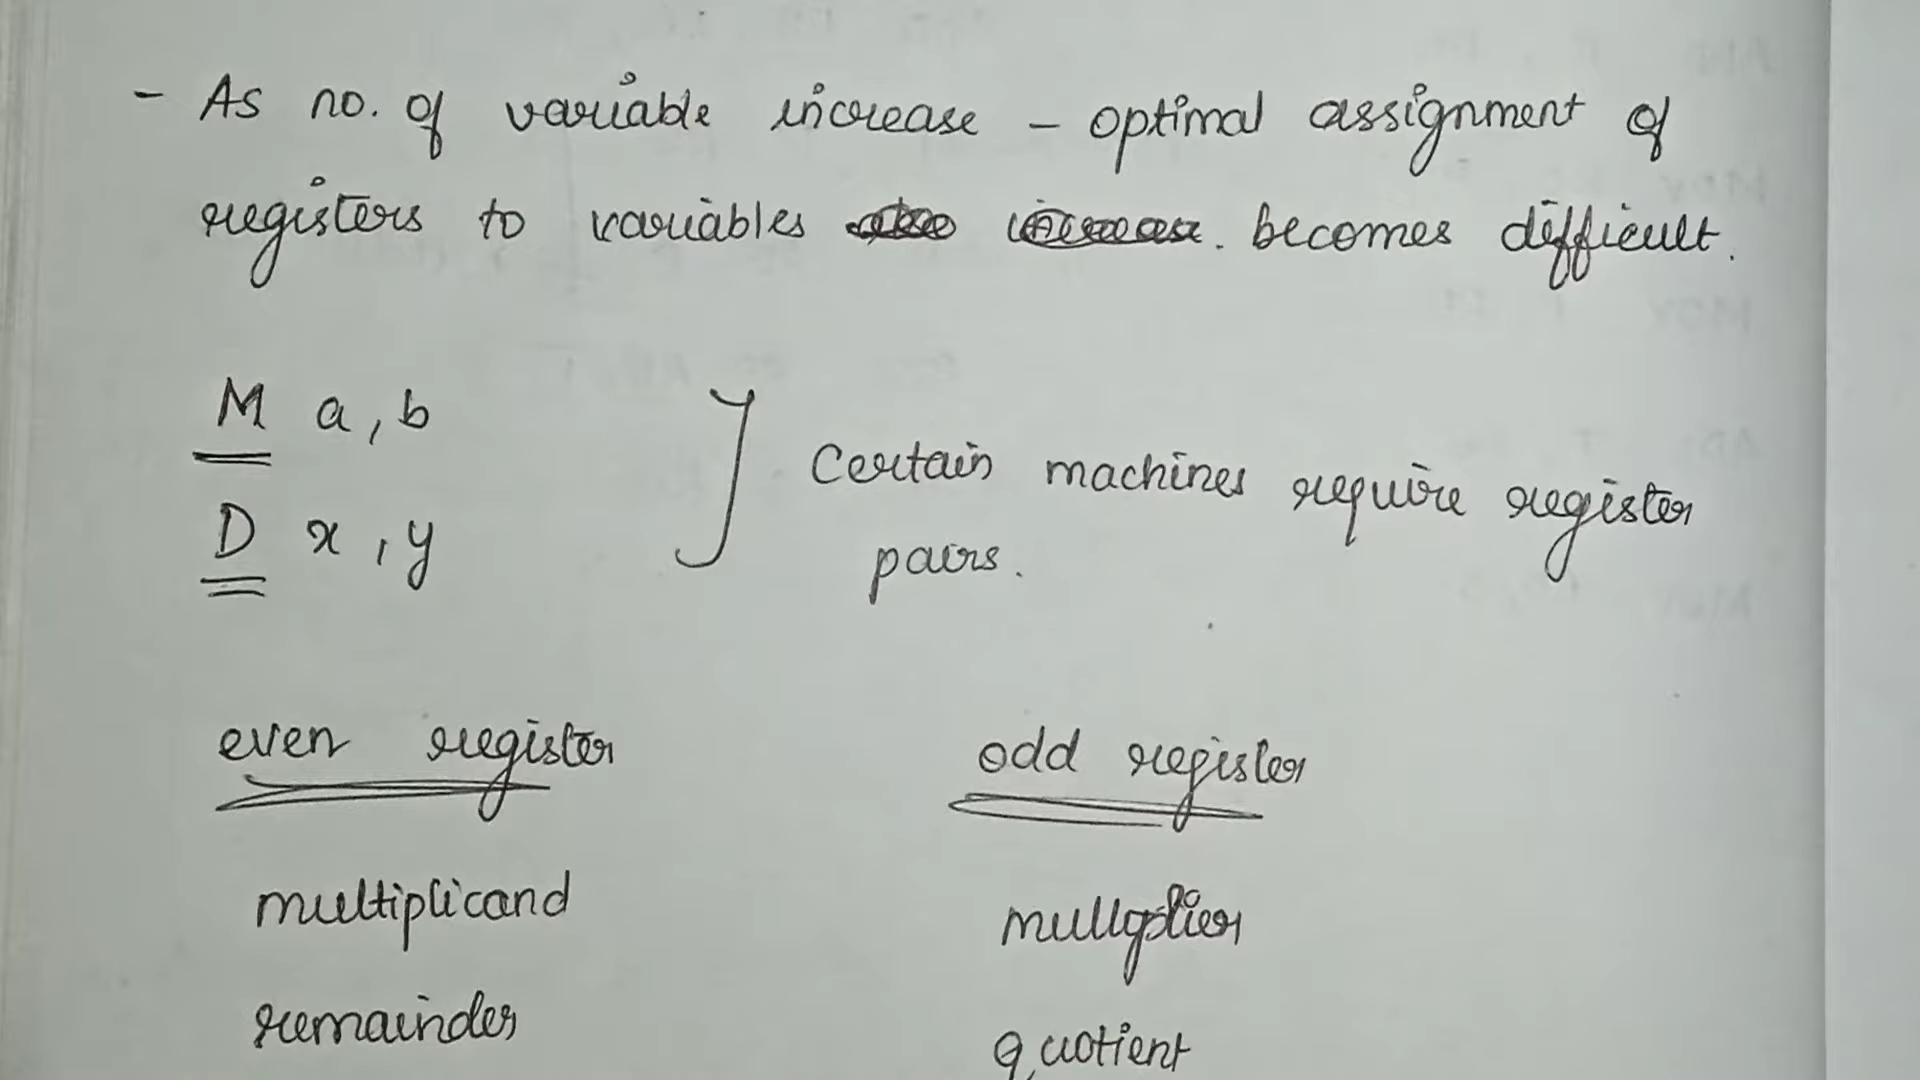 - As no. of variable increase - optimal assignment of
registers to variables becomes difficult.
M a, b
D x, y
Certain machines require register
pairs.
even register odd register
multiplicand multiplier
remainder quotient